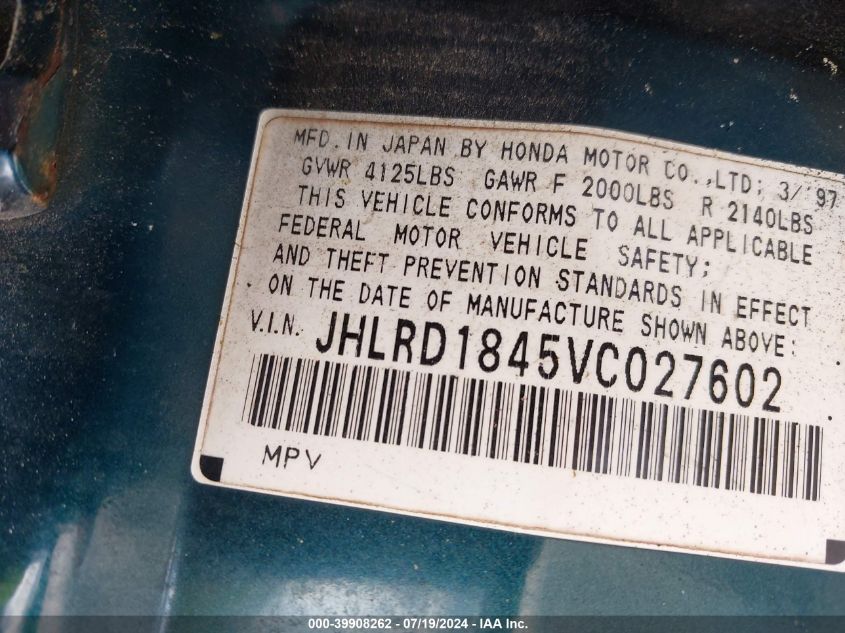 MFD. IN JAPAN BY HONDA MOTOR CO.,LTD; 3/'97
GVWR 4125LBS GAWR F 2000LBS R 2140LBS
THIS VEHICLE CONFORMS TO ALL APPLICABLE
FEDERAL MOTOR VEHICLE SAFETY;
AND THEFT PREVENTION STANDARDS IN EFFECT
ON THE DATE OF MANUFACTURE SHOWN ABOVE:
V.I.N. JHLRD1845VC027602
MPV
000-39908262 - 07/19/2024 - IAAI.com